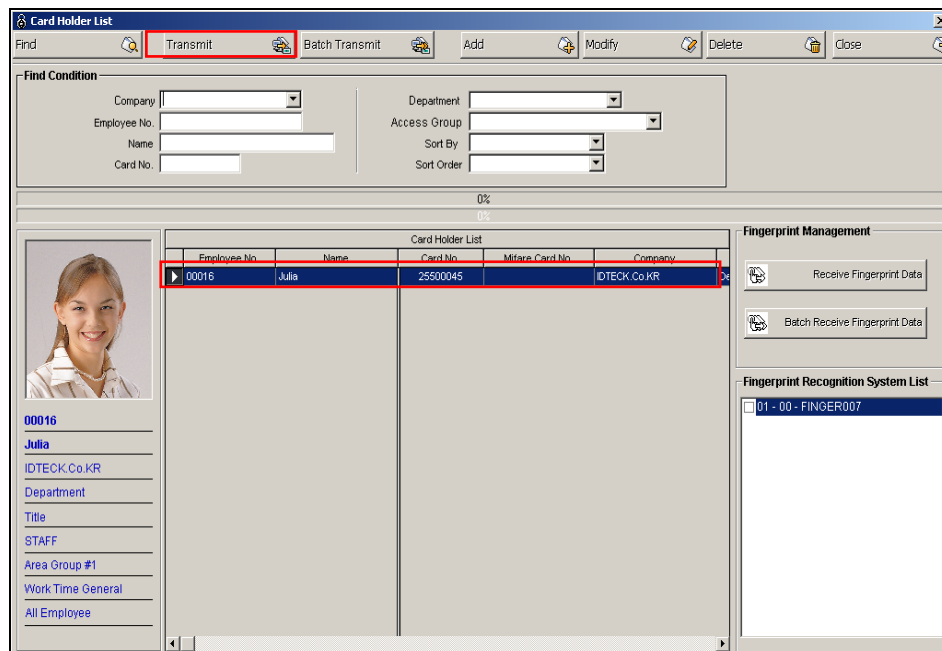 Card Holder List
Find Transmit Batch Transmit Add Modify Delete Close
Find Condition
Company Department
Employee No. Access Group
Name Sort By
Card No. Sort Order
0%
0%
Card Holder List
Employee No Name Card No Mifare Card No Company
00016 Julia 25500045 IDTECK.Co.KR De
00016
Julia
IDTECK.Co.KR
Department
Title
STAFF
Area Group #1
Work Time General
All Employee
Fingerprint Management
Receive Fingerprint Data
Batch Receive Fingerprint Data
Fingerprint Recognition System List
01 - 00 - FINGER007